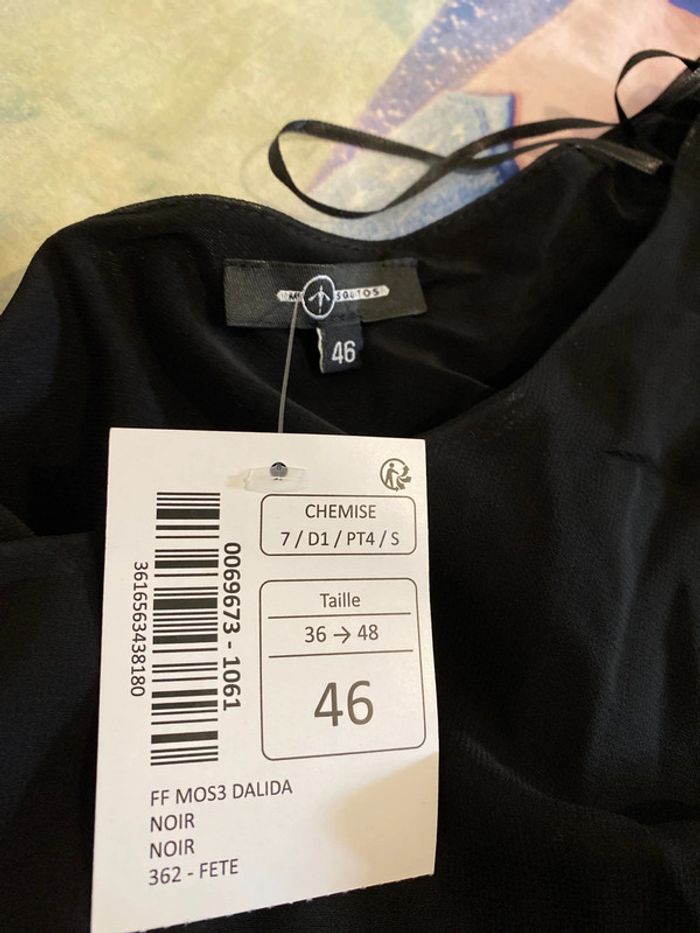 M SQUITOS
46
CHEMISE
7 / D1 / PT4 / S
Taille
36 → 48
46
0069673 - 1061
3616563438180
FF MOS3 DALIDA
NOIR
NOIR
362 - FETE